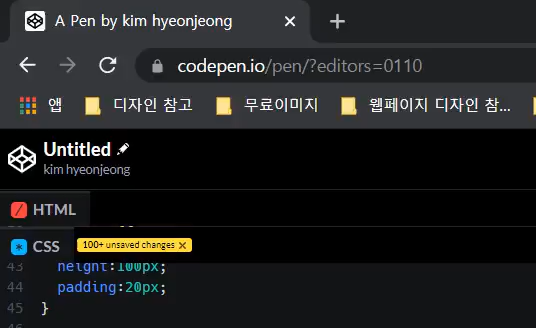 A Pen by kim hyeonjeong
codepen.io/pen/?editors=0110
앱 디자인 참고 무료이미지 웹페이지 디자인 참...
Untitled
kim hyeonjeong
HTML
CSS 100+ unsaved changes
43 height:100px;
44 padding:20px;
45 }